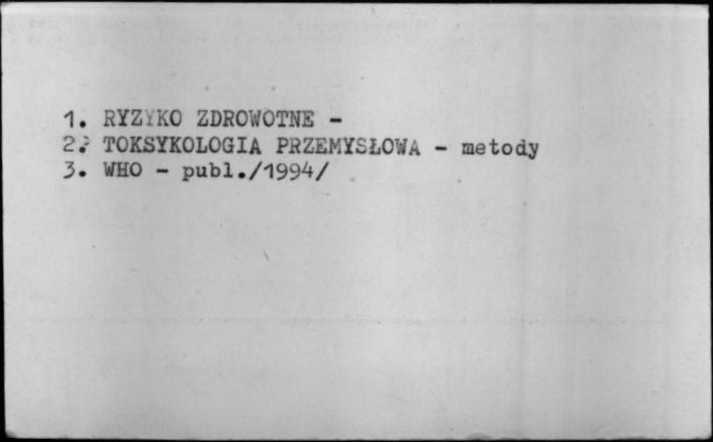 1. RYZYKO ZDROWOTNE -
2. TOKSYKOLOGIA PRZEMYSŁOWA - metody
3. WHO - publ./1994/